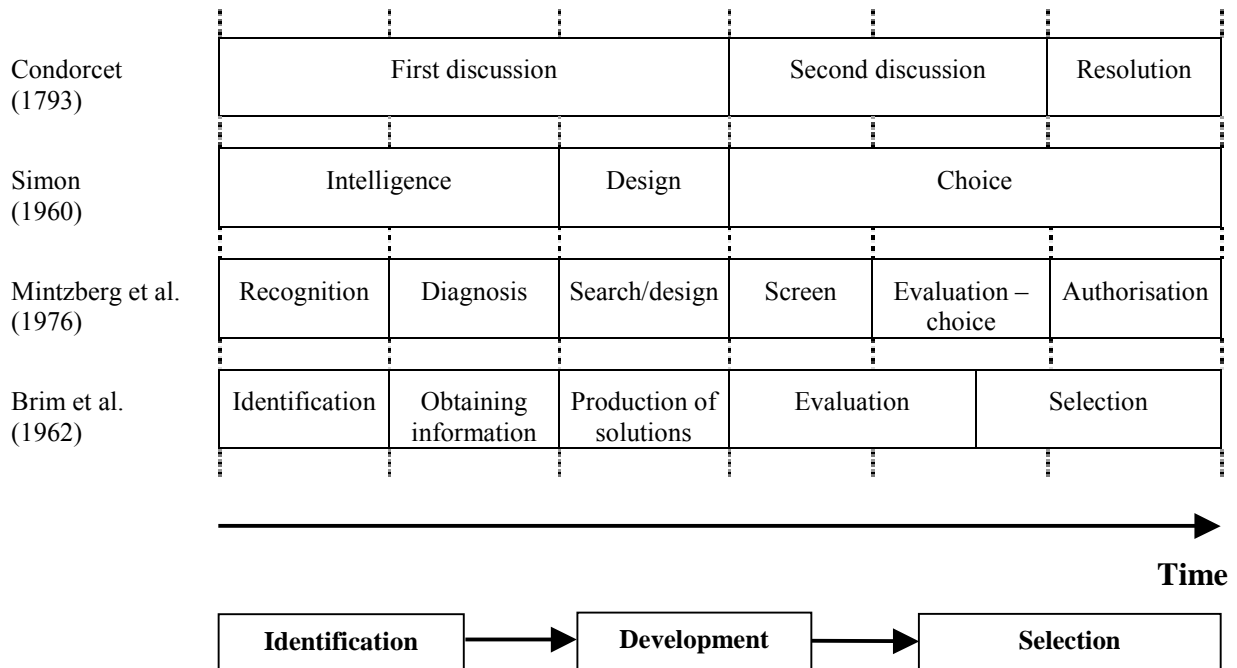 Condorcet
(1793)
First discussion
Second discussion
Resolution
Simon
(1960)
Intelligence
Design
Choice
Mintzberg et al.
(1976)
Recognition
Diagnosis
Search/design
Screen
Evaluation –
choice
Authorisation
Brim et al.
(1962)
Identification
Obtaining
information
Production of
solutions
Evaluation
Selection
Time
Identification
Development
Selection